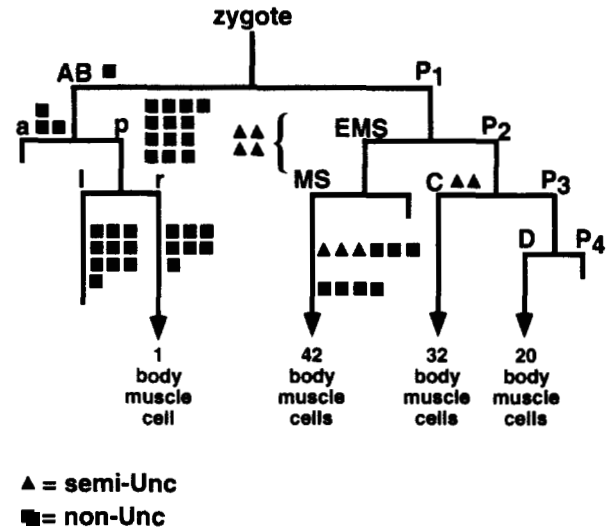 zygote
AB P1
a p EMS P2
l r MS C P3
D P4
1 42 32 20
body body body body
muscle muscle muscle muscle
cell cells cells cells
= semi-Unc
= non-Unc